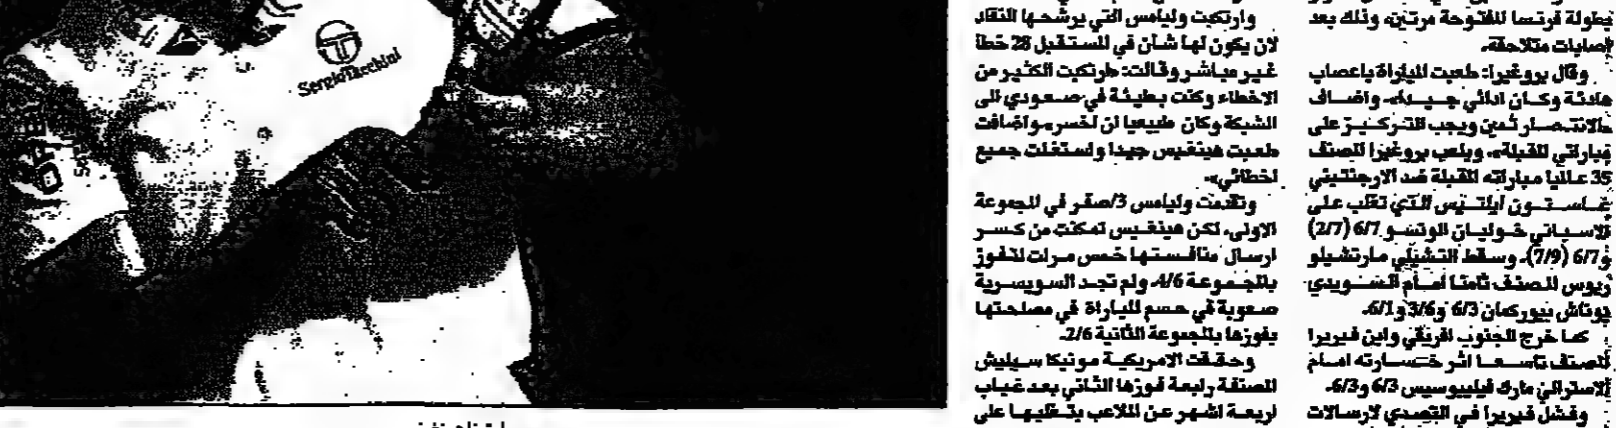 بطولة فرنسا المفتوحة مرتين، وذلك بعد
اصابات متلاحقة.
وقال بروغيرا: «لعبت المباراة باعصاب
هادئة وكان ادائي جيدا». واضاف
«الانتصار ثمين ويجب التركيز على
مباراتي المقبلة». ويلعب بروغيرا المصنف
35 عالميا مباراته المقبلة ضد الارجنتيني
غاستون ايلتيس الذي تغلب على
الاسباني خوليان الونسو 6/7 (2/7)
و6/7 (7/9). وسقط التشيلي مارتشيلو
ريوس المصنف ثامنا امام السويدي
يوناش بيوركمان 6/3 و3/6 و6/1.
كما خرج الجنوب افريقي واين فيريرا
المصنف تاسعا اثر خسارته امام
الاسترالي مارك فيليبوسيس 6/3 و6/3.
وفشل فيريرا في التصدي لارسالات
وارتكبت وليامس التي يرشحها النقاد
لان يكون لها شأن في المستقبل 28 خطأ
غير مباشر وقالت: «ارتكبت الكثير من
الاخطاء وكنت بطيئة في صعودي الى
الشبكة وكان طبيعيا ان اخسر». واضافت
«لعبت هينغيس جيدا واستغلت جميع
اخطائي».
وتقدمت وليامس 3/صفر في المجموعة
الاولى، لكن هينغيس تمكنت من كسر
ارسال منافستها خمس مرات لتفوز
بالمجموعة 4/6. ولم تجد السويسرية
صعوبة في حسم المباراة في مصلحتها
بفوزها بالمجموعة الثانية 2/6.
وحققت الامريكية مونيكا سيليش
المصنفة رابعة فوزها الثاني بعد غياب
اربعة اشهر عن الملاعب بتغلبها على
Sergio Tacchini